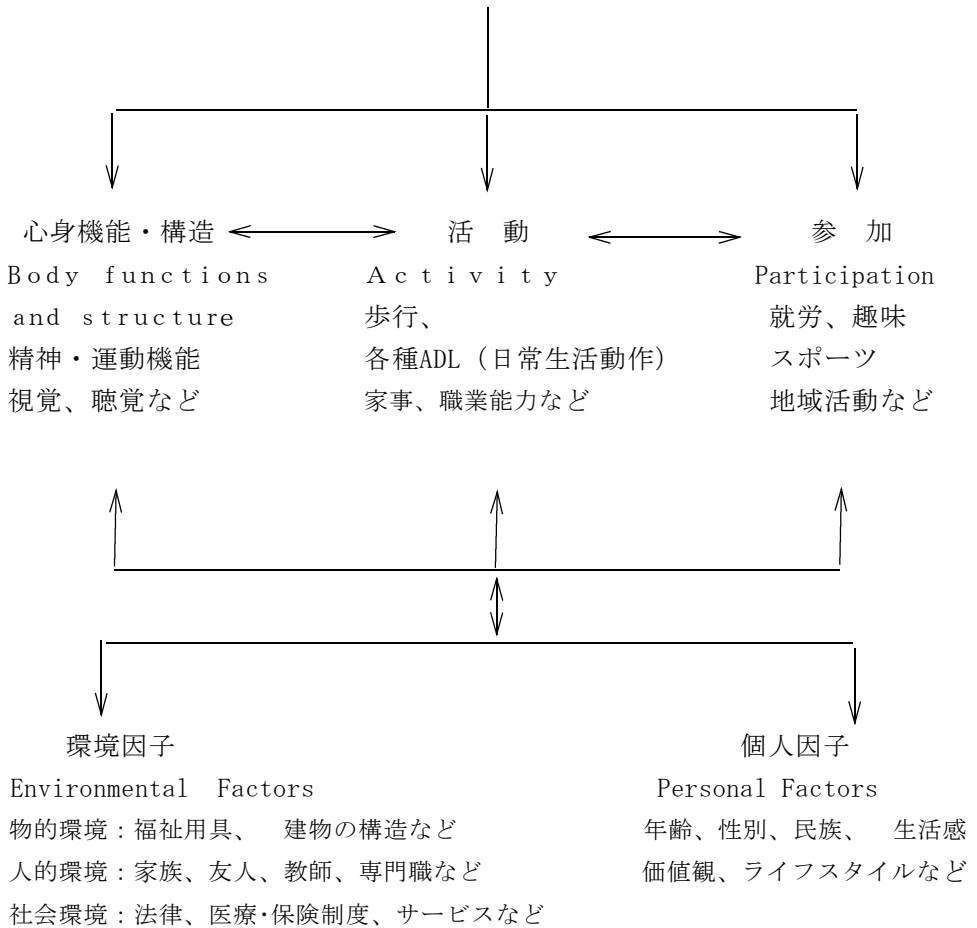 心身機能・構造 活 動 参 加
Body functions and structure
精神・運動機能
視覚、聴覚など
Activity
歩行、
各種ADL（日常生活動作）
家事、職業能力など
Participation
就労、趣味
スポーツ
地域活動など
環境因子
Environmental Factors
物的環境：福祉用具、 建物の構造など
人的環境：家族、友人、教師、専門職など
社会環境：法律、医療･保険制度、サービスなど
個人因子
Personal Factors
年齢、性別、民族、 生活感
価値観、ライフスタイルなど